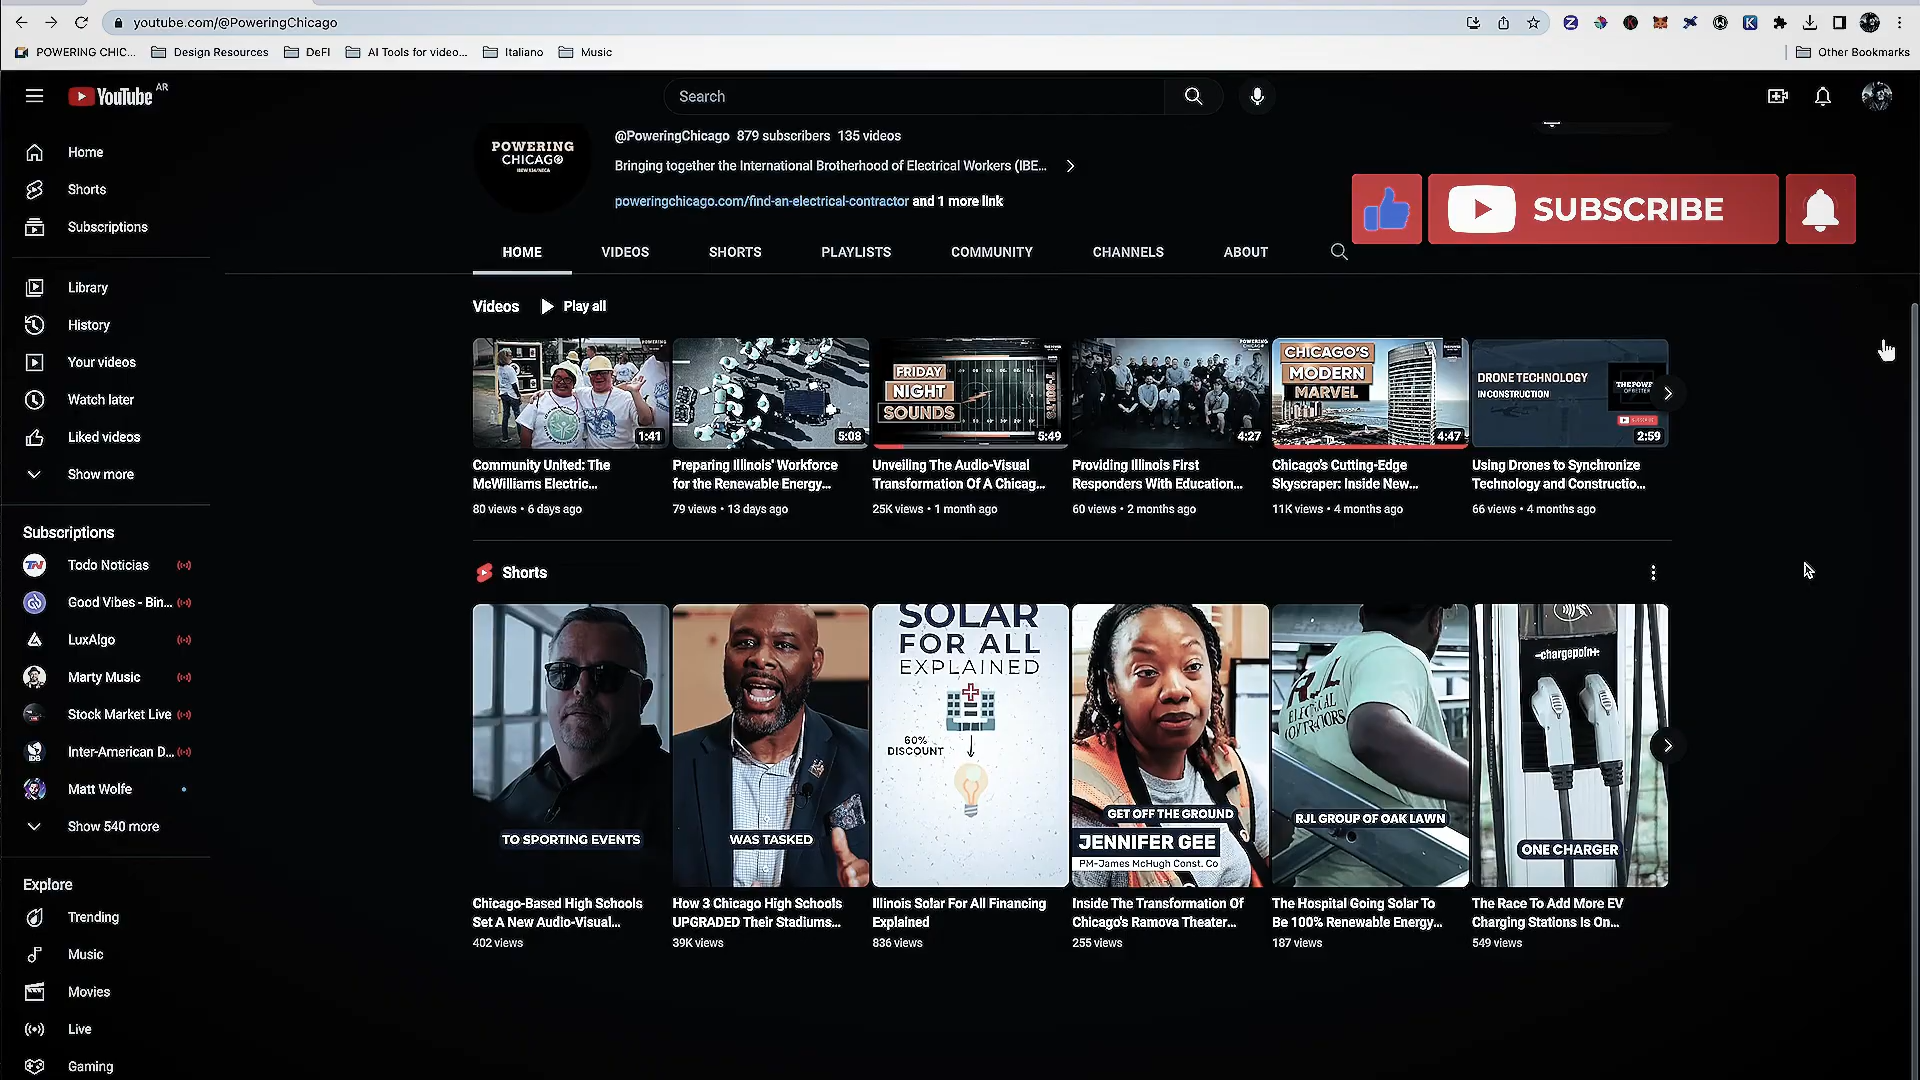 youtube.com/@PoweringChicago
POWERING CHIC...
Design Resources
DeFI
AI Tools for video...
Italiano
Music
Other Bookmarks
YouTube AR
Search
Home
Shorts
Subscriptions
Library
History
Your videos
Watch later
Liked videos
Show more
Subscriptions
Todo Noticias
Good Vibes - Bin...
LuxAlgo
Marty Music
Stock Market Live
Inter-American D...
Matt Wolfe
Show 540 more
Explore
Trending
Music
Movies
Live
Gaming
POWERING
CHICAGO
IBEW 134/NECA
@PoweringChicago 879 subscribers 135 videos
Bringing together the International Brotherhood of Electrical Workers (IBE...
poweringchicago.com/find-an-electrical-contractor and 1 more link
SUBSCRIBE
HOME
VIDEOS
SHORTS
PLAYLISTS
COMMUNITY
CHANNELS
ABOUT
Videos
Play all
1:41
Community United: The
McWilliams Electric...
80 views • 6 days ago
5:08
Preparing Illinois' Workforce
for the Renewable Energy...
79 views • 13 days ago
FRIDAY
NIGHT
SOUNDS
5:49
Unveiling The Audio-Visual
Transformation Of A Chicag...
25K views • 1 month ago
4:27
Providing Illinois First
Responders With Education...
60 views • 2 months ago
CHICAGO'S
MODERN
MARVEL
4:47
Chicago's Cutting-Edge
Skyscraper: Inside New...
11K views • 4 months ago
DRONE TECHNOLOGY
IN CONSTRUCTION
2:59
Using Drones to Synchronize
Technology and Constructio...
66 views • 4 months ago
Shorts
TO SPORTING EVENTS
Chicago-Based High Schools
Set A New Audio-Visual...
402 views
WAS TASKED
How 3 Chicago High Schools
UPGRADED Their Stadiums...
39K views
SOLAR
FOR ALL
EXPLAINED
60%
DISCOUNT
Illinois Solar For All Financing
Explained
836 views
GET OFF THE GROUND
JENNIFER GEE
PM-James McHugh Const. Co
Inside The Transformation Of
Chicago's Ramova Theater...
255 views
RJL
ELECTRICAL
CONTRACTORS
RJL GROUP OF OAK LAWN
The Hospital Going Solar To
Be 100% Renewable Energy...
187 views
-chargepoin+-
ONE CHARGER
The Race To Add More EV
Charging Stations Is On...
549 views